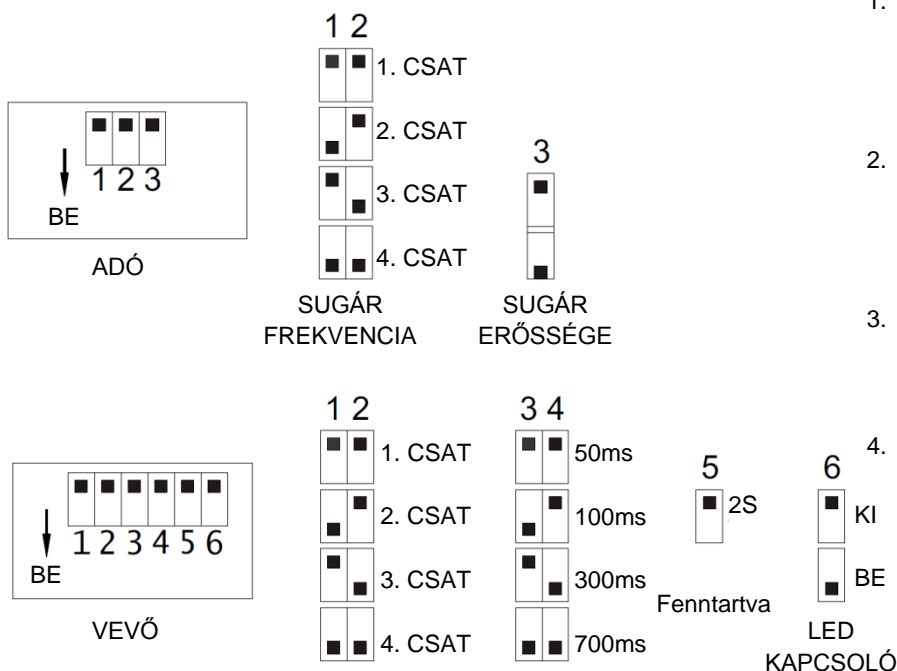 1 2
1. CSAT
2. CSAT
3. CSAT
4. CSAT
SUGÁR
FREKVENCIA
1 2 3
BE
ADÓ
3
SUGÁR
ERŐSSÉGE
1.
2.
3.
4.
1 2
1. CSAT
2. CSAT
3. CSAT
4. CSAT
3 4
50ms
100ms
300ms
700ms
1 2 3 4 5 6
BE
VEVŐ
5
2S
Fenntartva
6
KI
BE
LED
KAPCSOLÓ